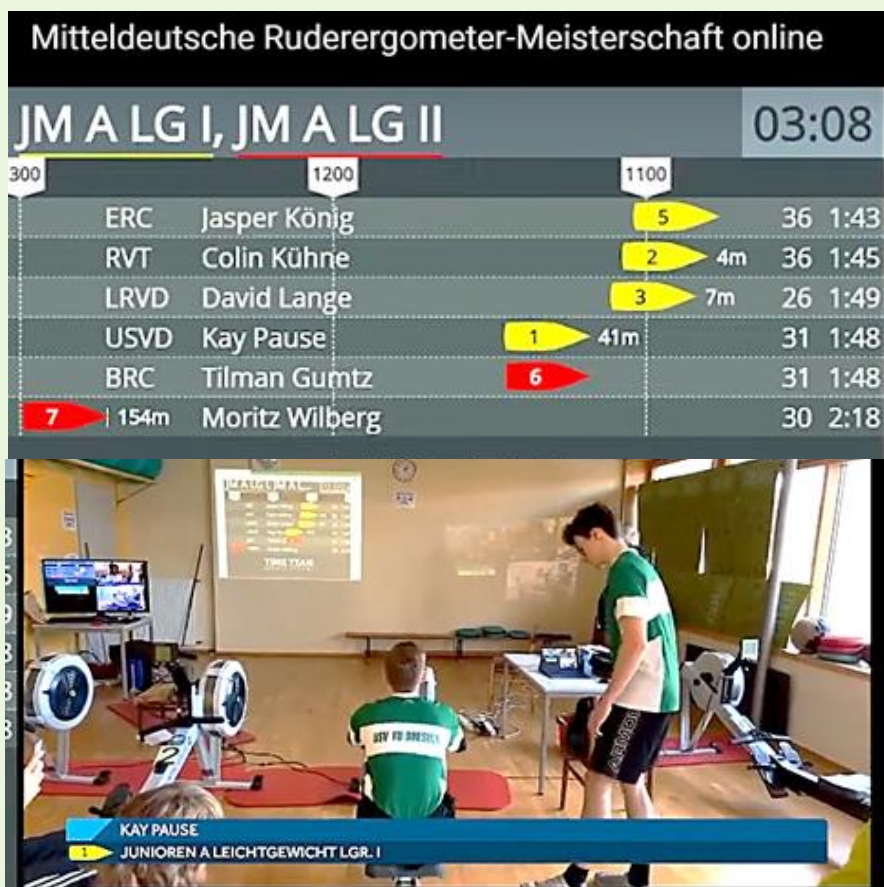 Mitteldeutsche Ruderergometer-Meisterschaft online
JM A LG I, JM A LG II 03:08
300 1200 1100
ERC Jasper König 5 36 1:43
RVT Colin Kühne 2 4m 36 1:45
LRVD David Lange 3 7m 26 1:49
USVD Kay Pause 1 41m 31 1:48
BRC Tilman Gumtz 6 31 1:48
7 154m Moritz Wilberg 30 2:18
2
KAY PAUSE
1 JUNIOREN A LEICHTGEWICHT LGR. I